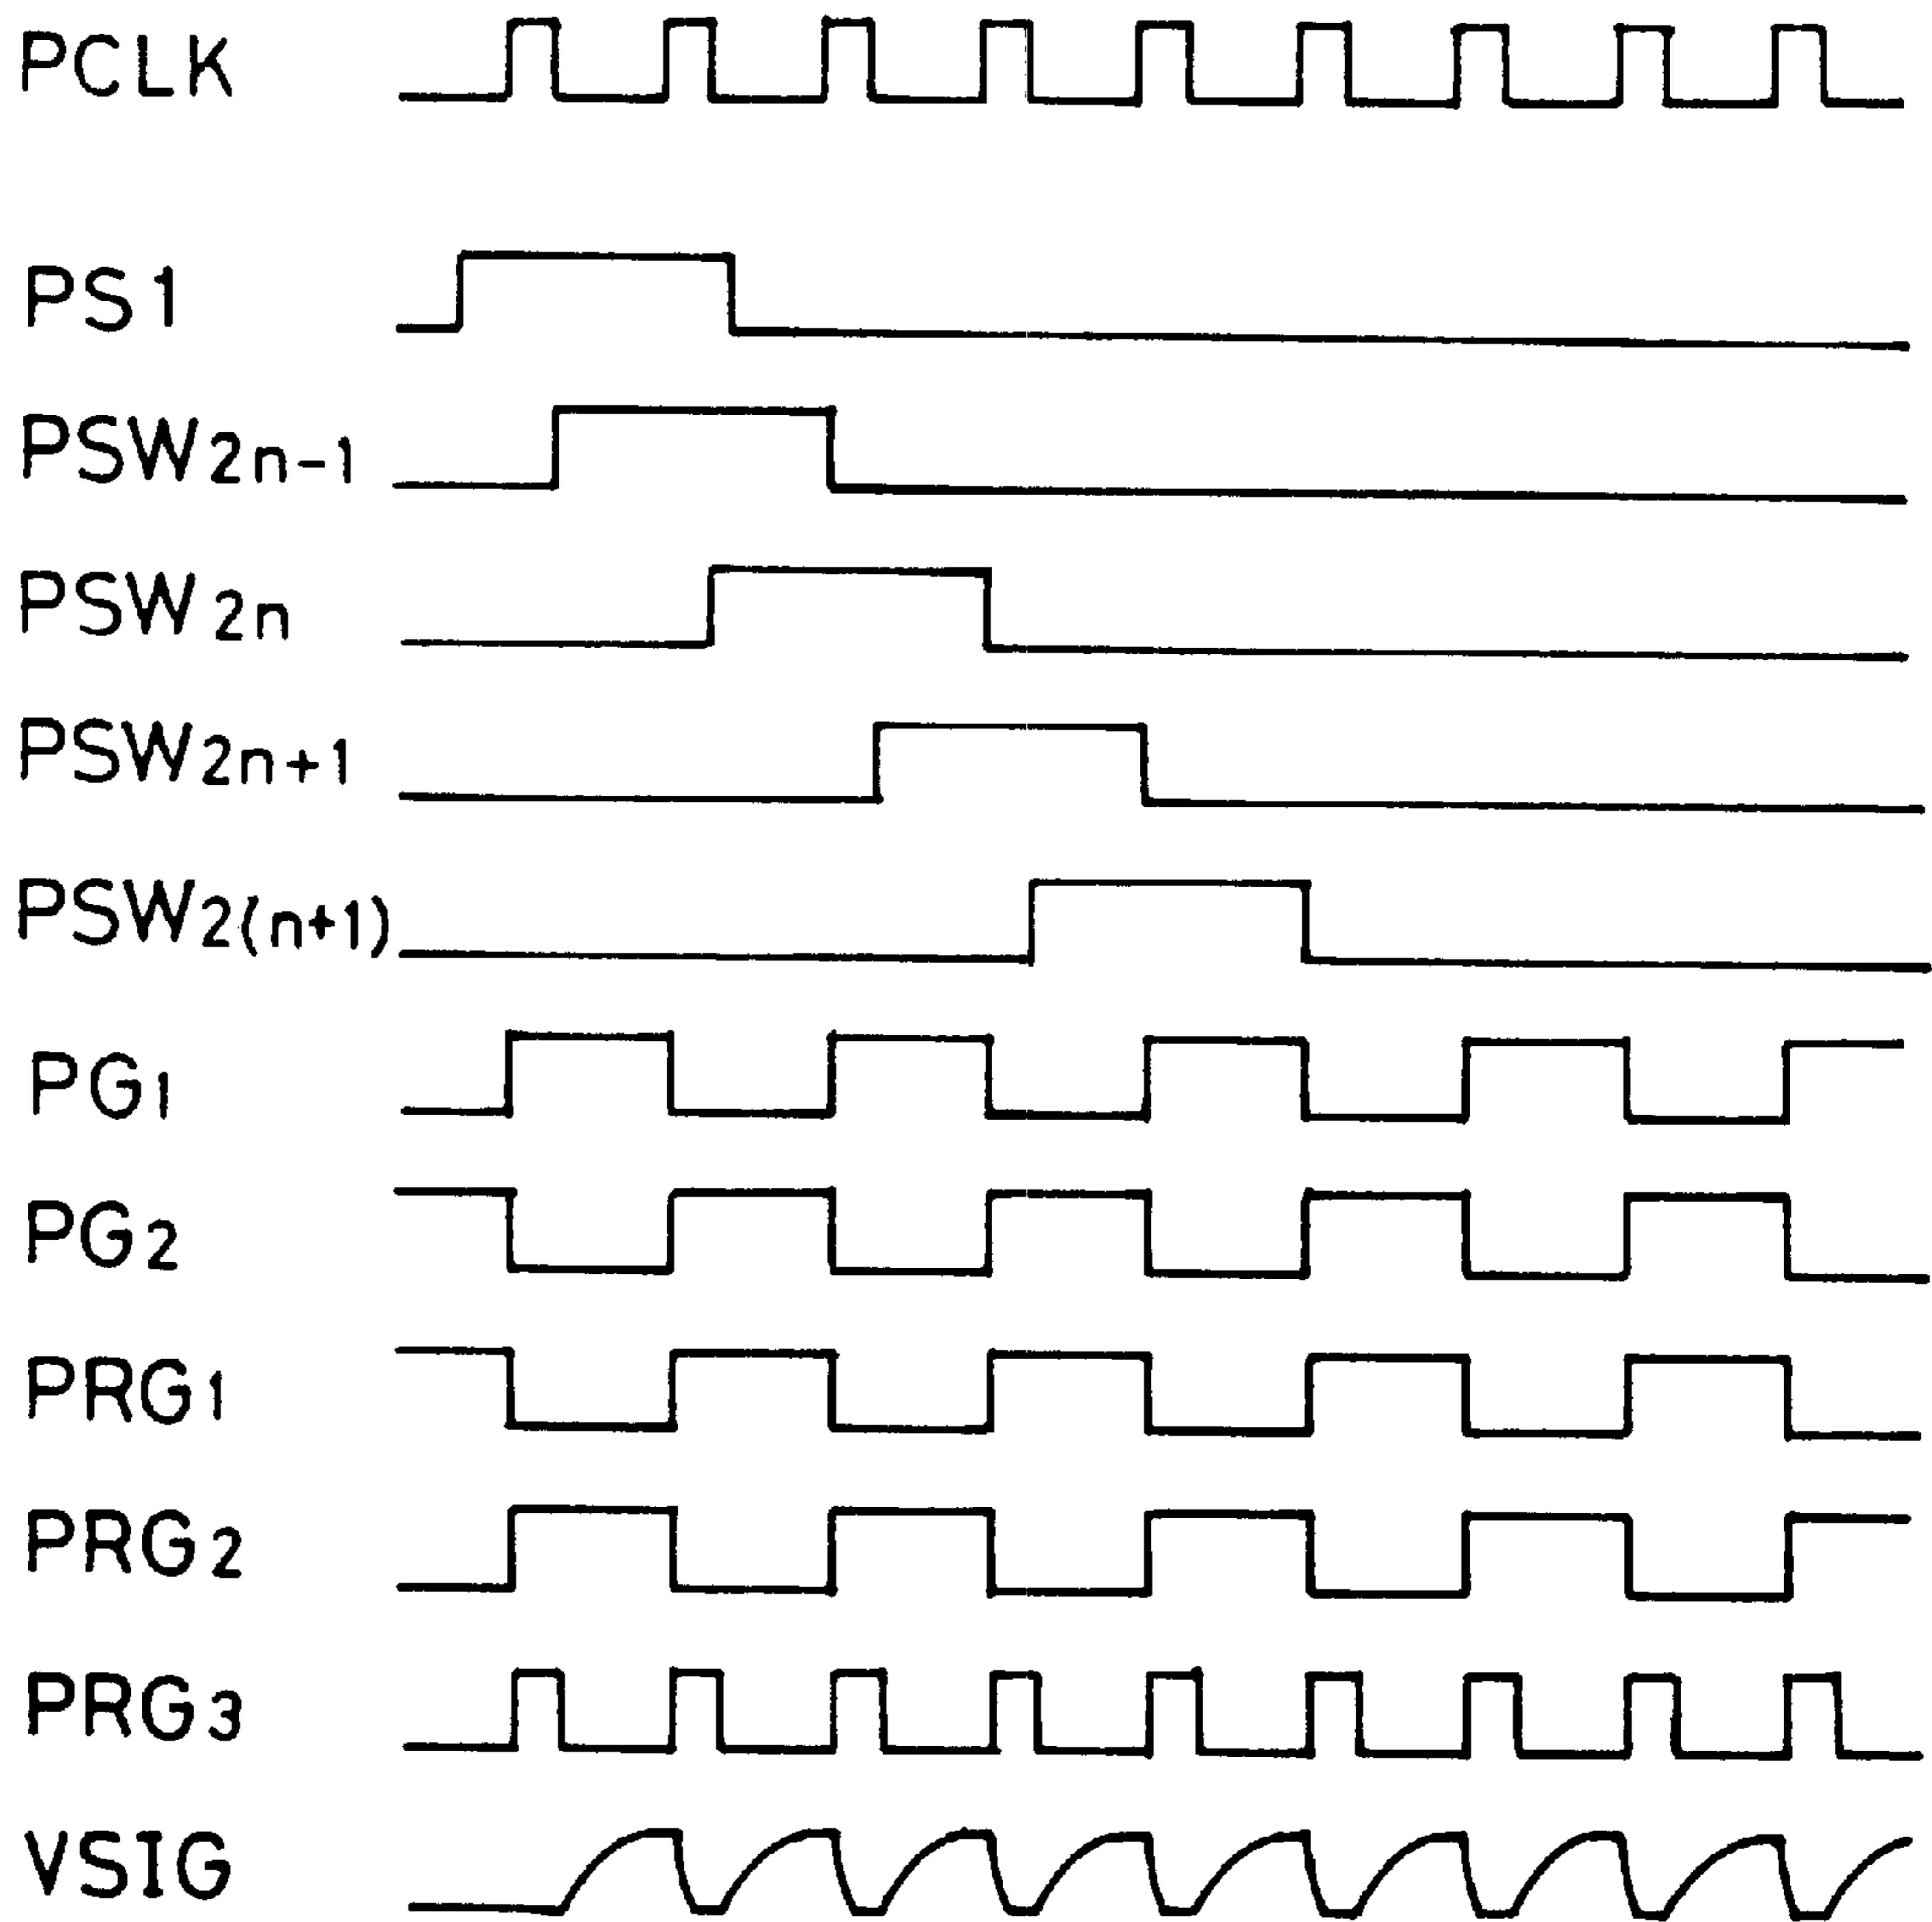 PCLK
PS1
PSW2n-1
PSW2n
PSW2n+1
PSW2(n+1)
PG1
PG2
PRG1
PRG2
PRG3
VSIG